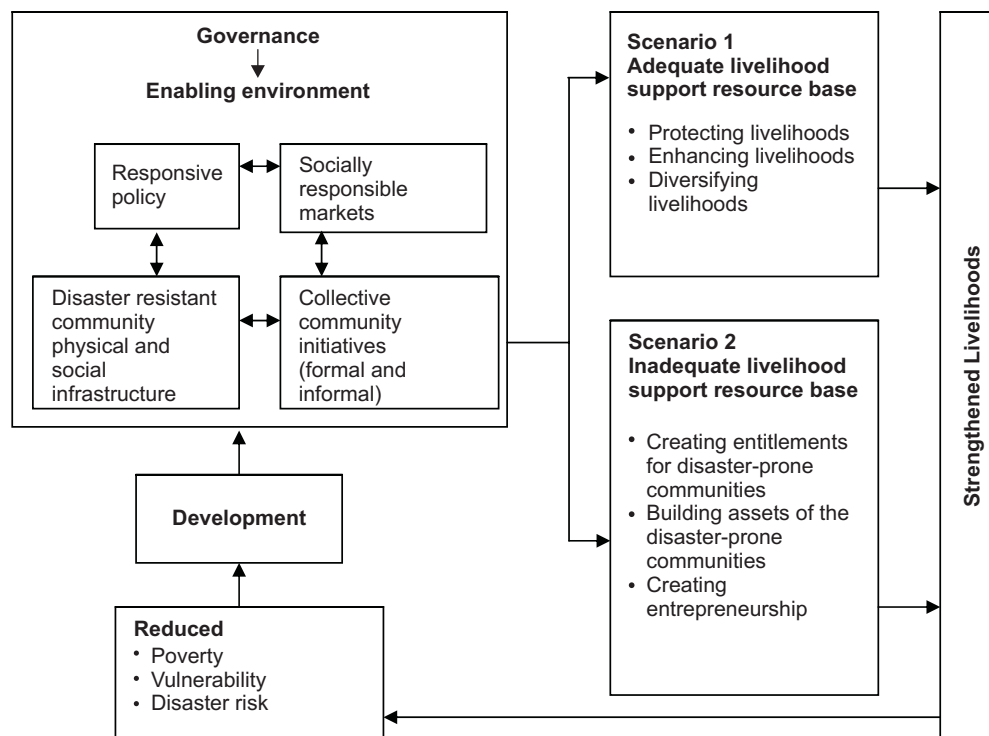 Governance
Enabling environment
Responsive
policy
Socially
responsible
markets
Disaster resistant
community
physical and
social
infrastructure
Collective
community
initiatives
(formal and
informal)
Development
Reduced
• Poverty
• Vulnerability
• Disaster risk
Scenario 1
Adequate livelihood
support resource base
• Protecting livelihoods
• Enhancing livelihoods
• Diversifying
livelihoods
Scenario 2
Inadequate livelihood
support resource base
• Creating entitlements
for disaster-prone
communities
• Building assets of the
disaster-prone
communities
• Creating
entrepreneurship
Strengthened Livelihoods